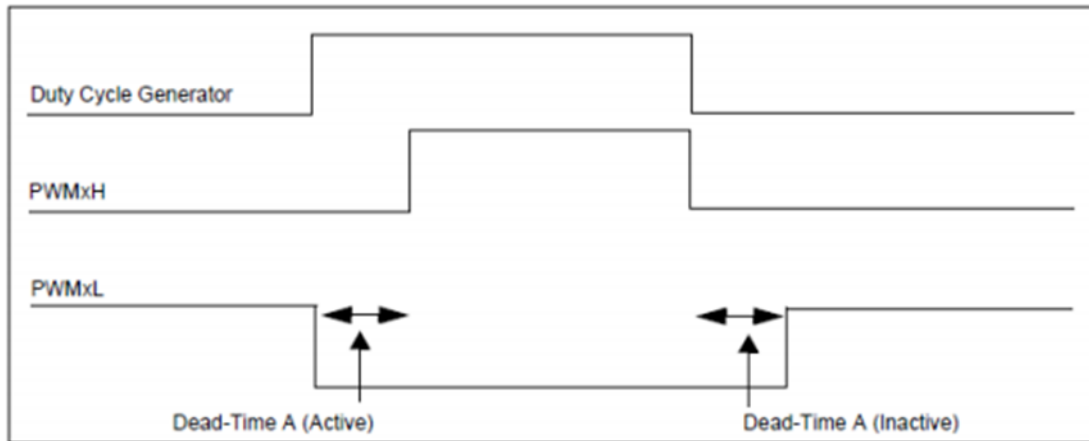 Duty Cycle Generator
PWMxH
PWMxL
Dead-Time A (Active)
Dead-Time A (Inactive)